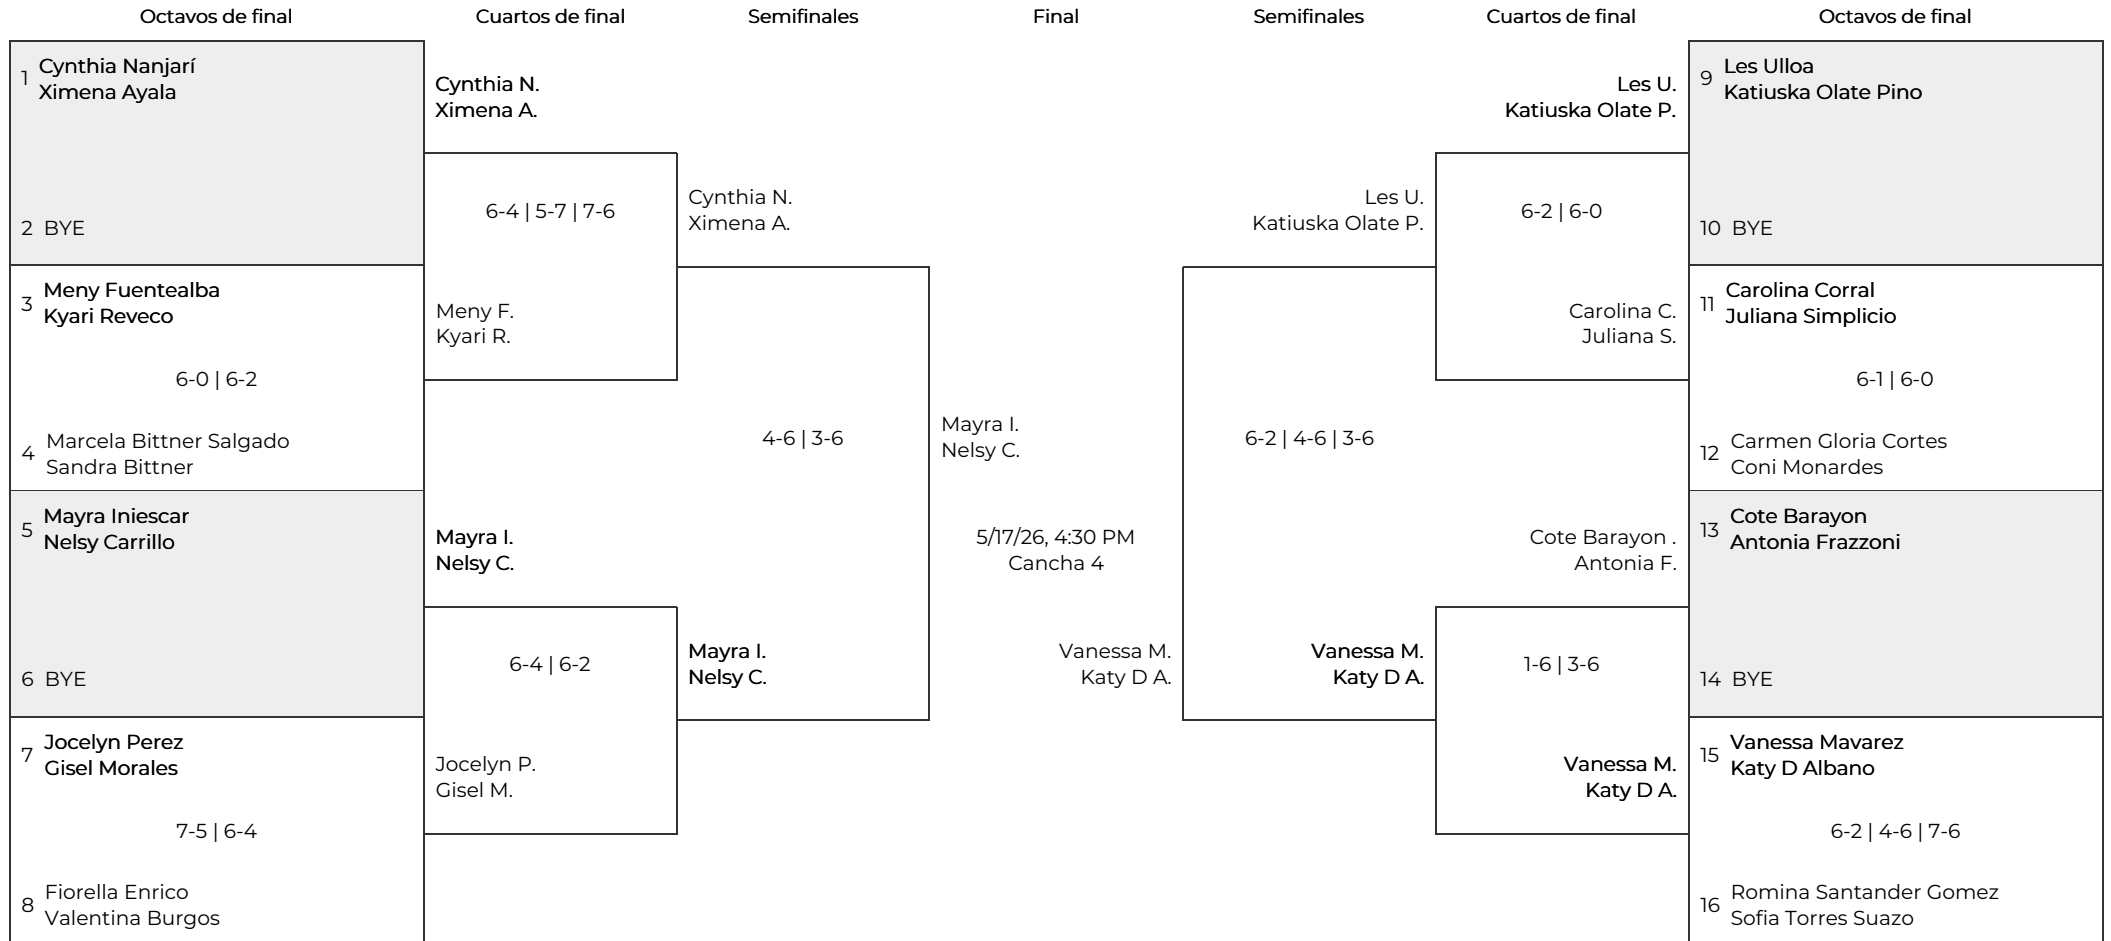 Octavos de final
Cuartos de final
Semifinales
Final
Semifinales
Cuartos de final
Octavos de final
1 Cynthia Nanjarí
Ximena Ayala
2 BYE
3 Meny Fuentealba
Kyari Reveco
6-0 | 6-2
4 Marcela Bittner Salgado
Sandra Bittner
5 Mayra Iniescar
Nelsy Carrillo
6 BYE
7 Jocelyn Perez
Gisel Morales
7-5 | 6-4
8 Fiorella Enrico
Valentina Burgos
Cynthia N.
Ximena A.
6-4 | 5-7 | 7-6
Meny F.
Kyari R.
Mayra I.
Nelsy C.
6-4 | 6-2
Jocelyn P.
Gisel M.
Cynthia N.
Ximena A.
4-6 | 3-6
Mayra I.
Nelsy C.
Mayra I.
Nelsy C.
5/17/26, 4:30 PM
Cancha 4
Vanessa M.
Katy D A.
Les U.
Katiuska Olate P.
6-2 | 4-6 | 3-6
Vanessa M.
Katy D A.
Les U.
Katiuska Olate P.
6-2 | 6-0
Carolina C.
Juliana S.
Cote Barayon .
Antonia F.
1-6 | 3-6
Vanessa M.
Katy D A.
9 Les Ulloa
Katiuska Olate Pino
10 BYE
11 Carolina Corral
Juliana Simplicio
6-1 | 6-0
12 Carmen Gloria Cortes
Coni Monardes
13 Cote Barayon
Antonia Frazzoni
14 BYE
15 Vanessa Mavarez
Katy D Albano
6-2 | 4-6 | 7-6
16 Romina Santander Gomez
Sofia Torres Suazo